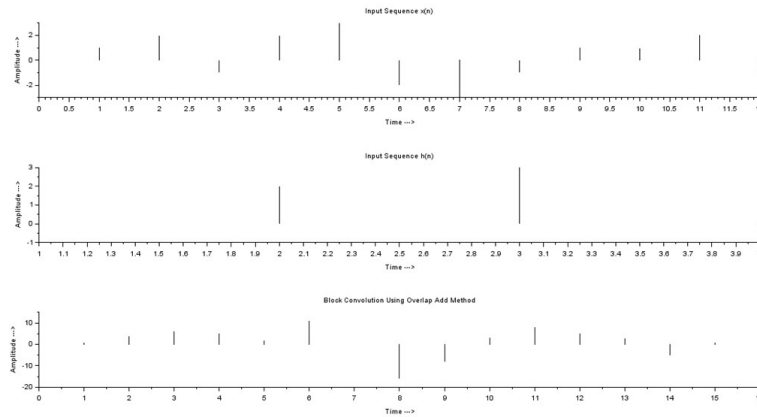 Input Sequence x(n)
Amplitude --->
2
0
-2
0 0.5 1 1.5 2 2.5 3 3.5 4 4.5 5 5.5 6 6.5 7 7.5 8 8.5 9 9.5 10 10.5 11 11.5
Time --->
Input Sequence h(n)
Amplitude --->
3
2
1
0
-1
1 1.1 1.2 1.3 1.4 1.5 1.6 1.7 1.8 1.9 2 2.1 2.2 2.3 2.4 2.5 2.6 2.7 2.8 2.9 3 3.1 3.2 3.3 3.4 3.5 3.6 3.7 3.8 3.9
Time --->
Block Convolution Using Overlap Add Method
Amplitude --->
10
0
-10
-20
0 1 2 3 4 5 6 7 8 9 10 11 12 13 14 15
Time --->